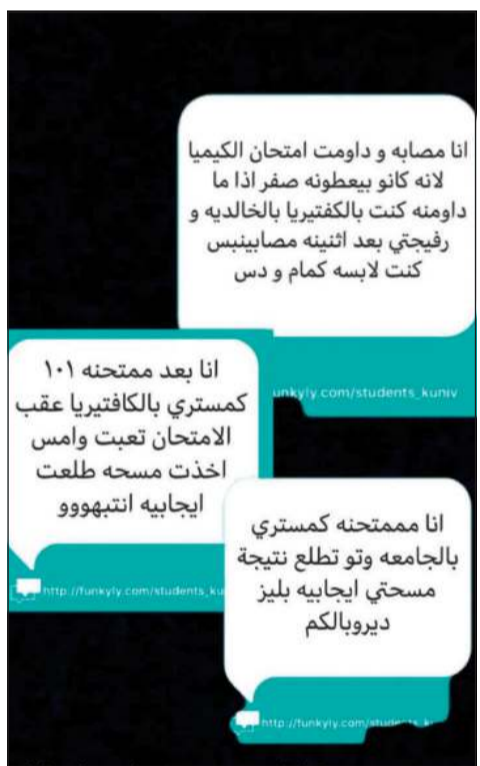 انا مصابه و داومت امتحان الكيميا
لانه كانو بيعطونه صفر اذا ما
داومنه كنت بالكفتيريا بالخالديه و
رفيجتي بعد اثنينه مصابينبس
كنت لابسه كمام و دس
unkyly.com/students_kuniv
انا بعد ممتحنه ١٠١
كمستري بالكافتيريا عقب
الامتحان تعبت وامس
اخذت مسحه طلعت
ايجابيه انتبهووو
http://funkyly.com/students_ku
انا مممتحنه كمستري
بالجامعه وتو تطلع نتيجة
مسحتي ايجابيه بليز
ديروبالكم
http://funkyly.com/students_k